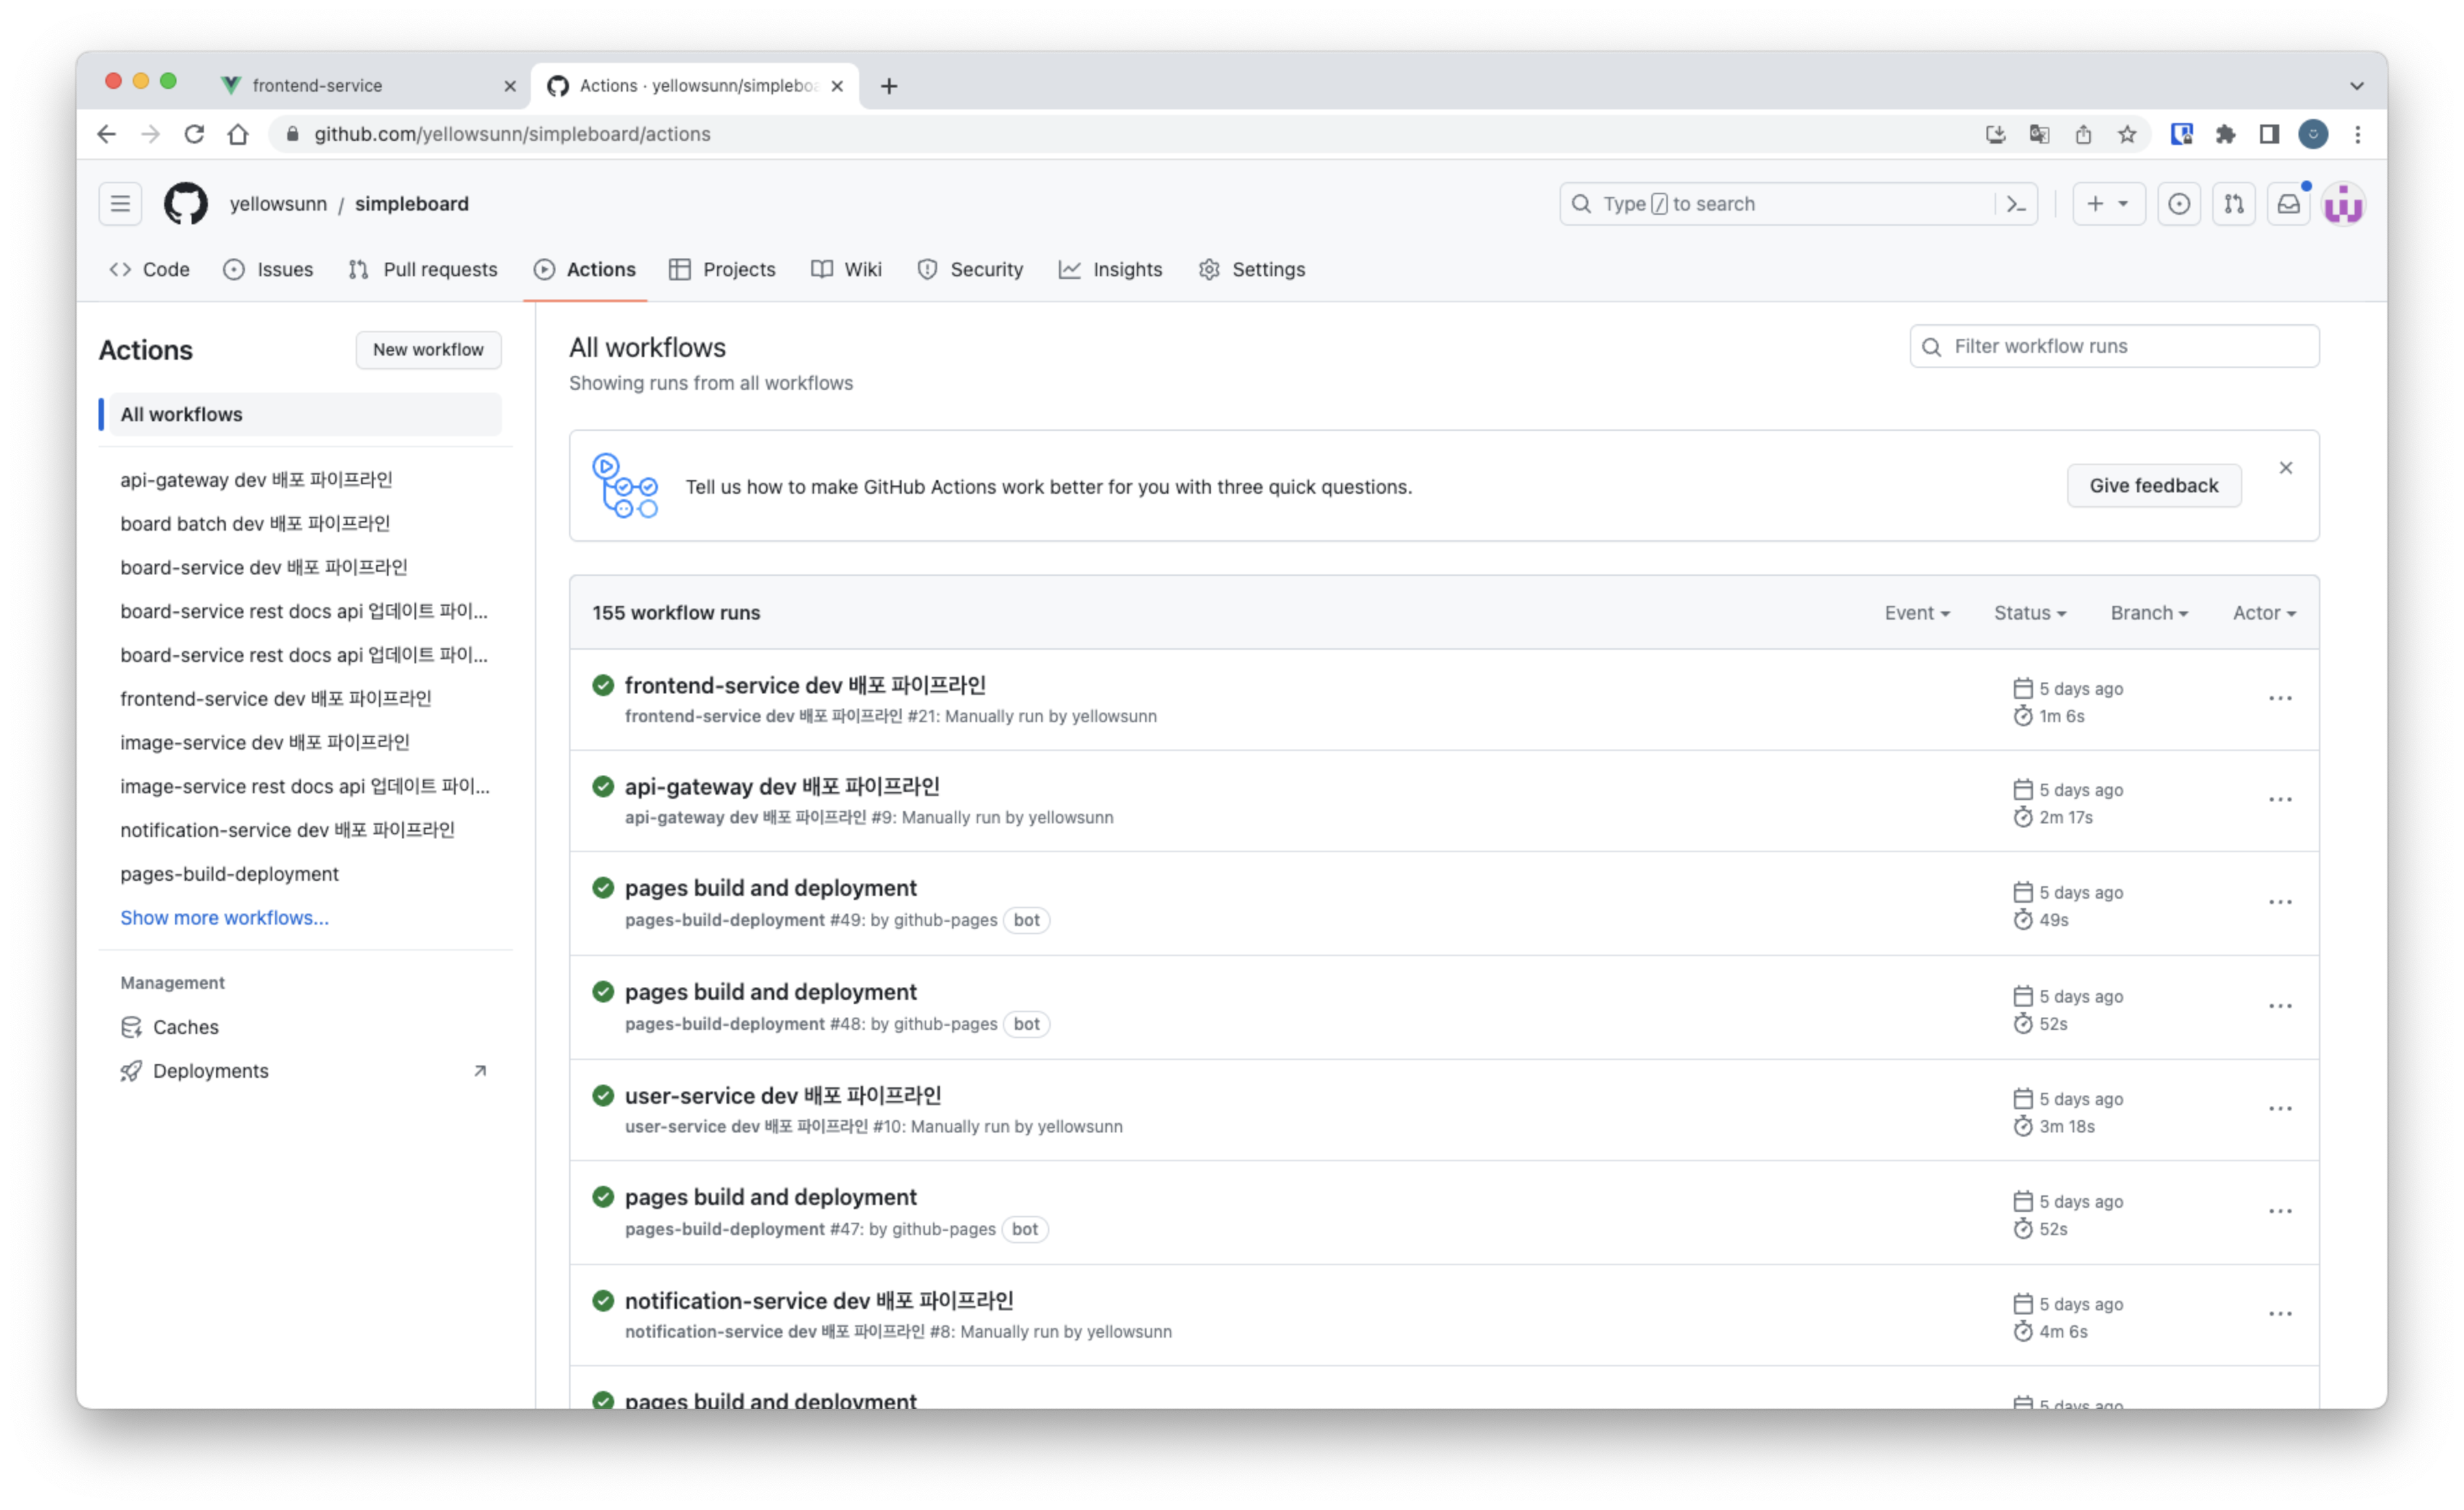 frontend-service
Actions · yellowsunn/simpleboa
github.com/yellowsunn/simpleboard/actions
yellowsunn / simpleboard
Type / to search
Code
Issues
Pull requests
Actions
Projects
Wiki
Security
Insights
Settings
Actions
New workflow
All workflows
api-gateway dev 배포 파이프라인
board batch dev 배포 파이프라인
board-service dev 배포 파이프라인
board-service rest docs api 업데이트 파이...
board-service rest docs api 업데이트 파이...
frontend-service dev 배포 파이프라인
image-service dev 배포 파이프라인
image-service rest docs api 업데이트 파이...
notification-service dev 배포 파이프라인
pages-build-deployment
Show more workflows...
Management
Caches
Deployments
All workflows
Showing runs from all workflows
Filter workflow runs
Tell us how to make GitHub Actions work better for you with three quick questions.
Give feedback
155 workflow runs
Event
Status
Branch
Actor
frontend-service dev 배포 파이프라인
frontend-service dev 배포 파이프라인 #21: Manually run by yellowsunn
5 days ago
1m 6s
api-gateway dev 배포 파이프라인
api-gateway dev 배포 파이프라인 #9: Manually run by yellowsunn
5 days ago
2m 17s
pages build and deployment
pages-build-deployment #49: by github-pages bot
5 days ago
49s
pages build and deployment
pages-build-deployment #48: by github-pages bot
5 days ago
52s
user-service dev 배포 파이프라인
user-service dev 배포 파이프라인 #10: Manually run by yellowsunn
5 days ago
3m 18s
pages build and deployment
pages-build-deployment #47: by github-pages bot
5 days ago
52s
notification-service dev 배포 파이프라인
notification-service dev 배포 파이프라인 #8: Manually run by yellowsunn
5 days ago
4m 6s
pages build and deployment
5 days ago